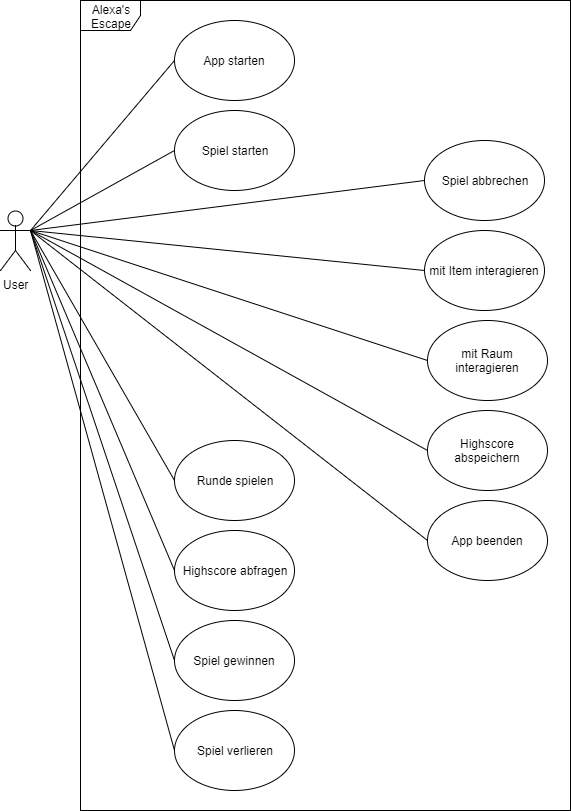 Alexa's
Escape
App starten
Spiel starten
Spiel abbrechen
mit Item interagieren
User
mit Raum
interagieren
Highscore
abspeichern
Runde spielen
App beenden
Highscore abfragen
Spiel gewinnen
Spiel verlieren